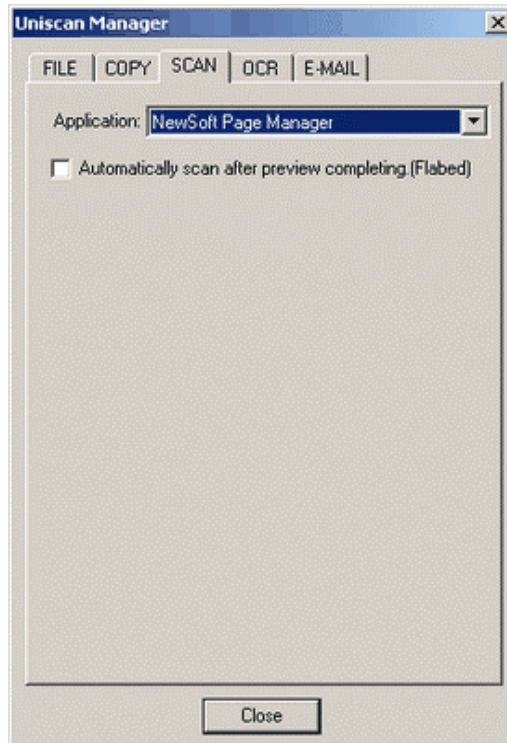 Uniscan Manager
FILE COPY SCAN OCR E-MAIL
Application: NewSoft Page Manager
Automatically scan after preview completing.(Flabed)
Close